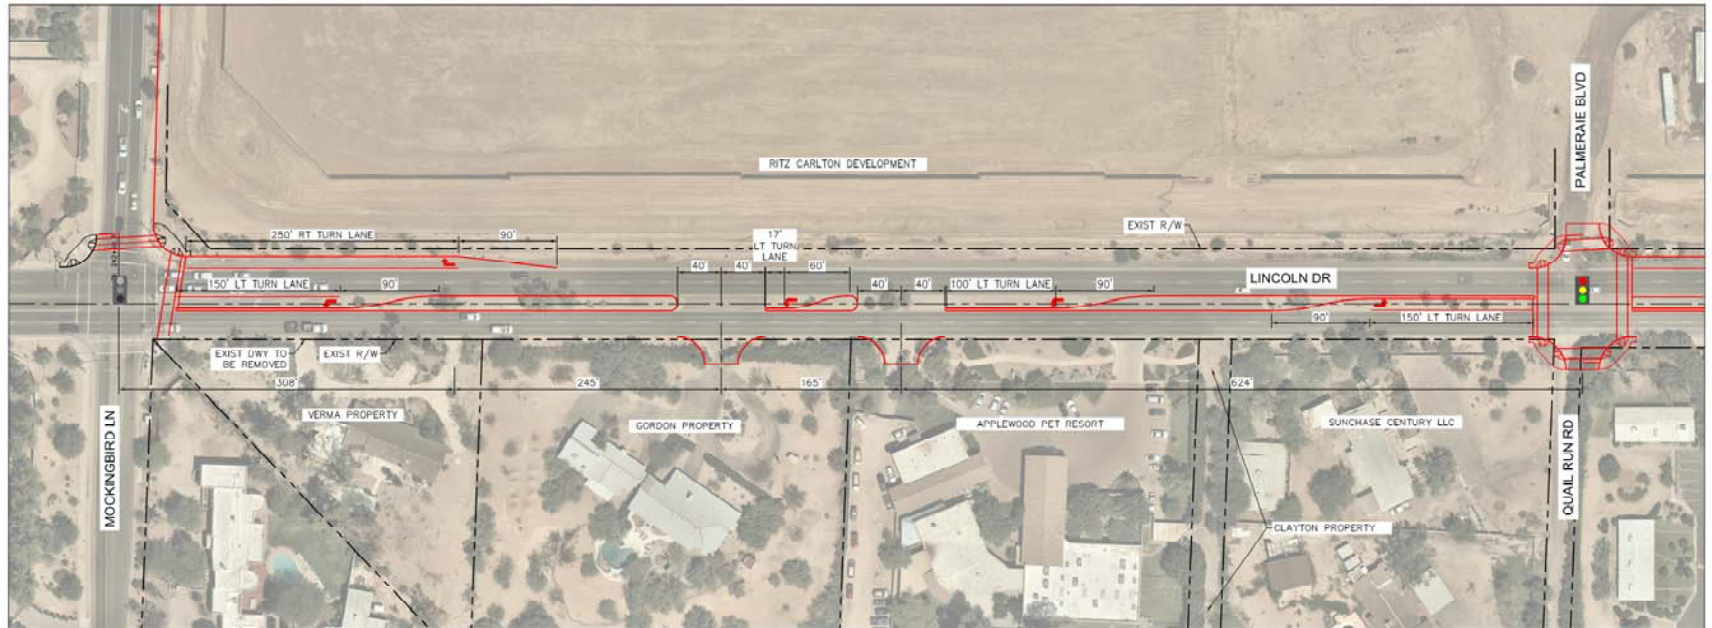 RITZ CARLTON DEVELOPMENT
PALMERAIE BLVD
EXIST R/W
250' RT TURN LANE
90'
17'
LT TURN
LANE
40'
40'
60'
40'
40'
150' LT TURN LANE
90'
100' LT TURN LANE
90'
LINCOLN DR
90'
150' LT TURN LANE
EXIST DWY TO
BE REMOVED
EXIST R/W
308'
245'
165'
624'
MOCKINGBIRD LN
VERMA PROPERTY
GORDON PROPERTY
APPLEWOOD PET RESORT
SUNCHASE CENTURY LLC
QUAIL RUN RD
CLAYTON PROPERTY